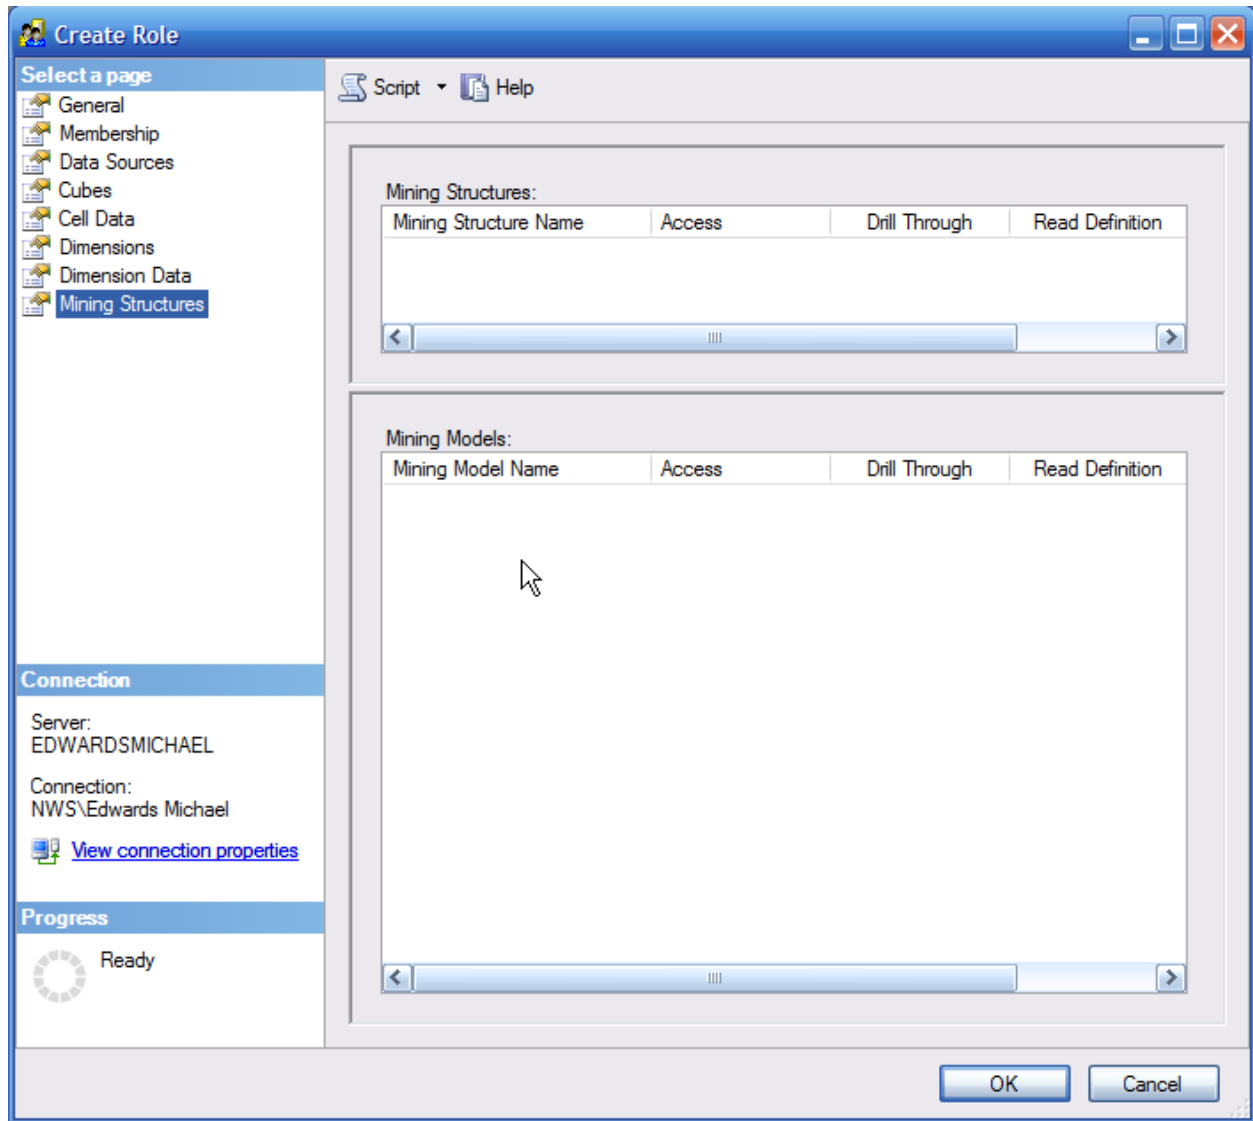 Create Role
Select a page
General
Membership
Data Sources
Cubes
Cell Data
Dimensions
Dimension Data
Mining Structures
Connection
Server:
EDWARDSMICHAEL
Connection:
NWS\Edwards Michael
View connection properties
Progress
Ready
Script Help
Mining Structures:
Mining Structure Name Access Drill Through Read Definition
Mining Models:
Mining Model Name Access Drill Through Read Definition
OK Cancel